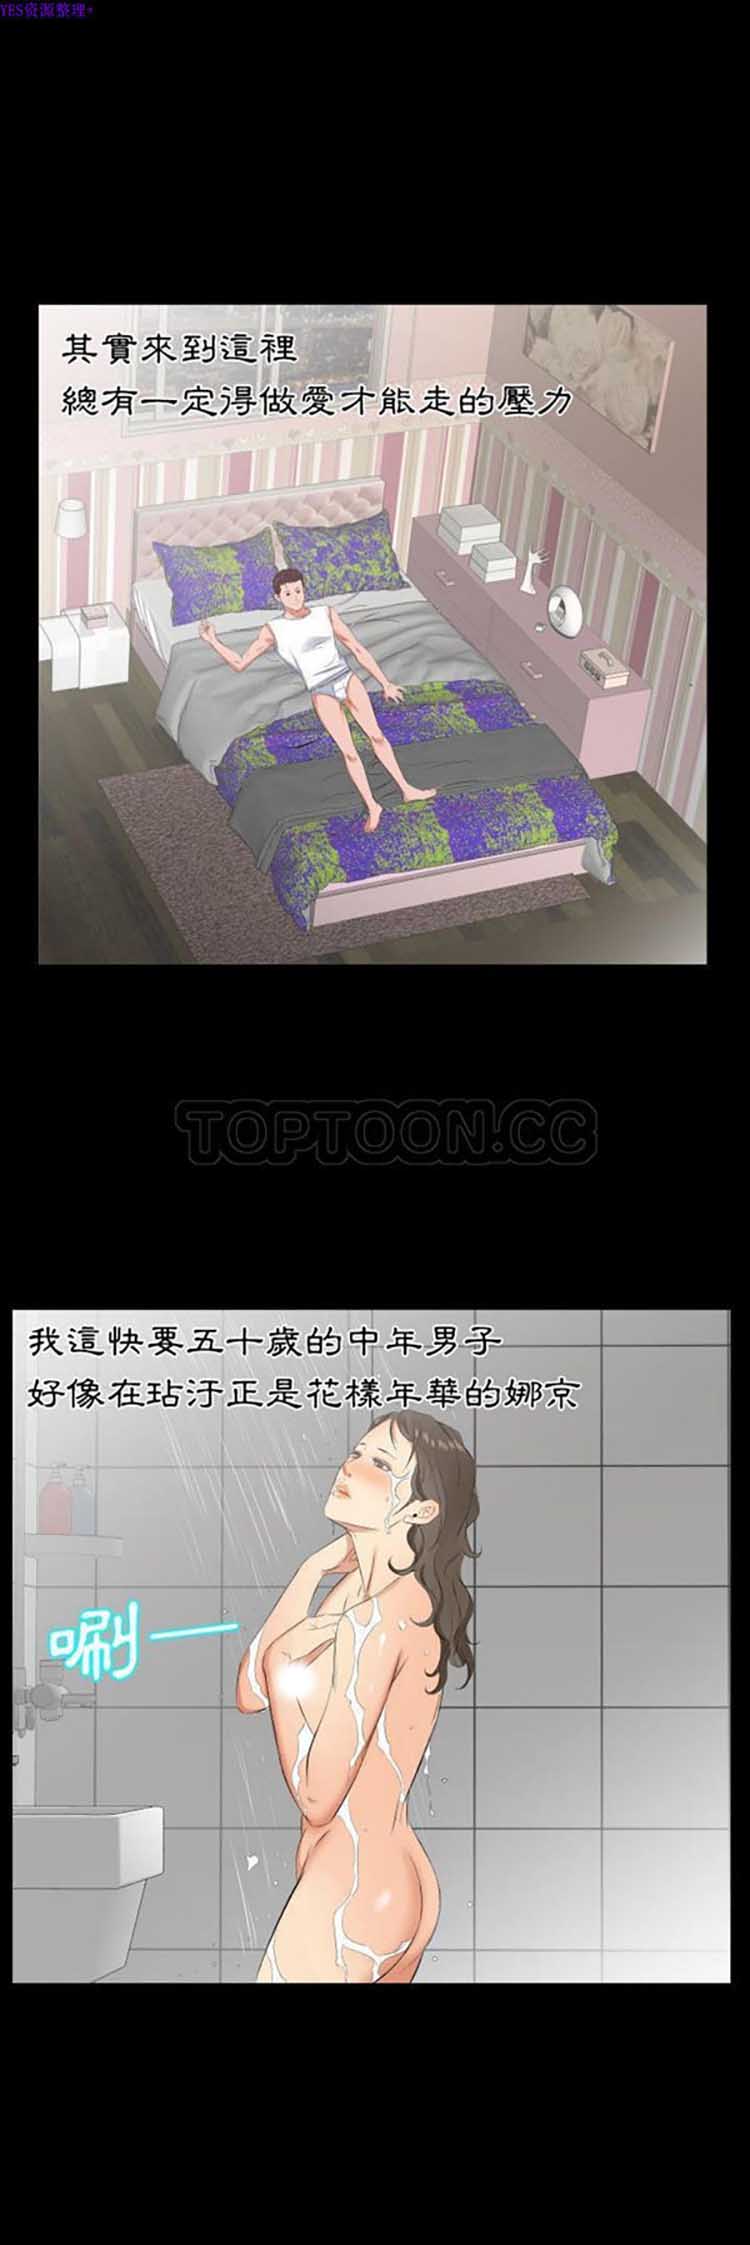 YES资源整理。
其實來到這裡
總有一定得做愛才能走的壓力
TOPTOON.CC
我這快要五十歲的中年男子
好像在玷汙正是花樣年華的娜京
唰—